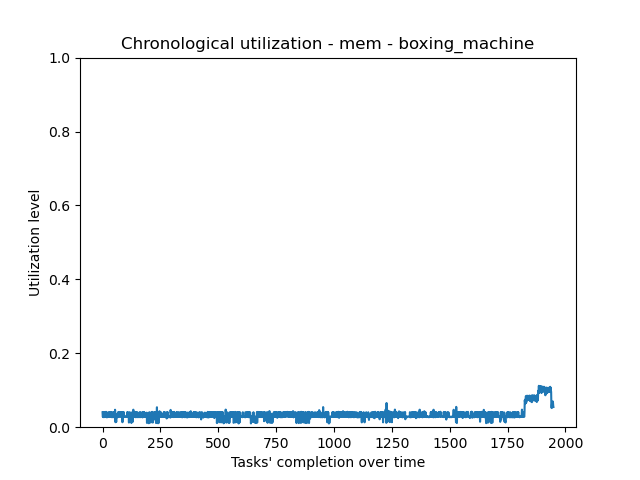 Chronological utilization - mem - boxing_machine
1.0
0.8
0.6
0.4
0.2
0.0
Utilization level
0 250 500 750 1000 1250 1500 1750 2000
Tasks' completion over time